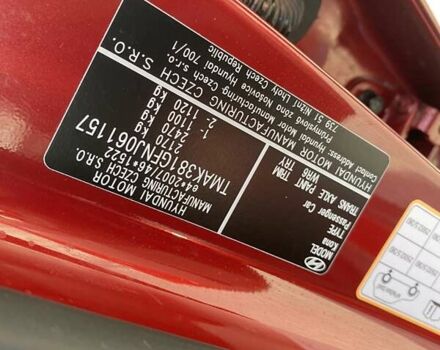 HYUNDAI MOTOR
MANUFACTURING CZECH S.R.O.
e4*2007/46*1522
TMAK381GFNJ061157
2170 Kg
2470 Kg
1- 1100 Kg
2- 1120 Kg
HYUNDAI MOTOR MANUFACTURING CZECH S.R.O.
Contact Address: Hyundai Motor Manufacturing Czech s.r.o.
Průmyslová zóna Nošovice Hyundai 700/1
739 51 Nižní Lhoty Czech Republic
MODEL Kona
TYPE Passenger Car
TRANS AXLE PAINT TRIM
WR6 TRY